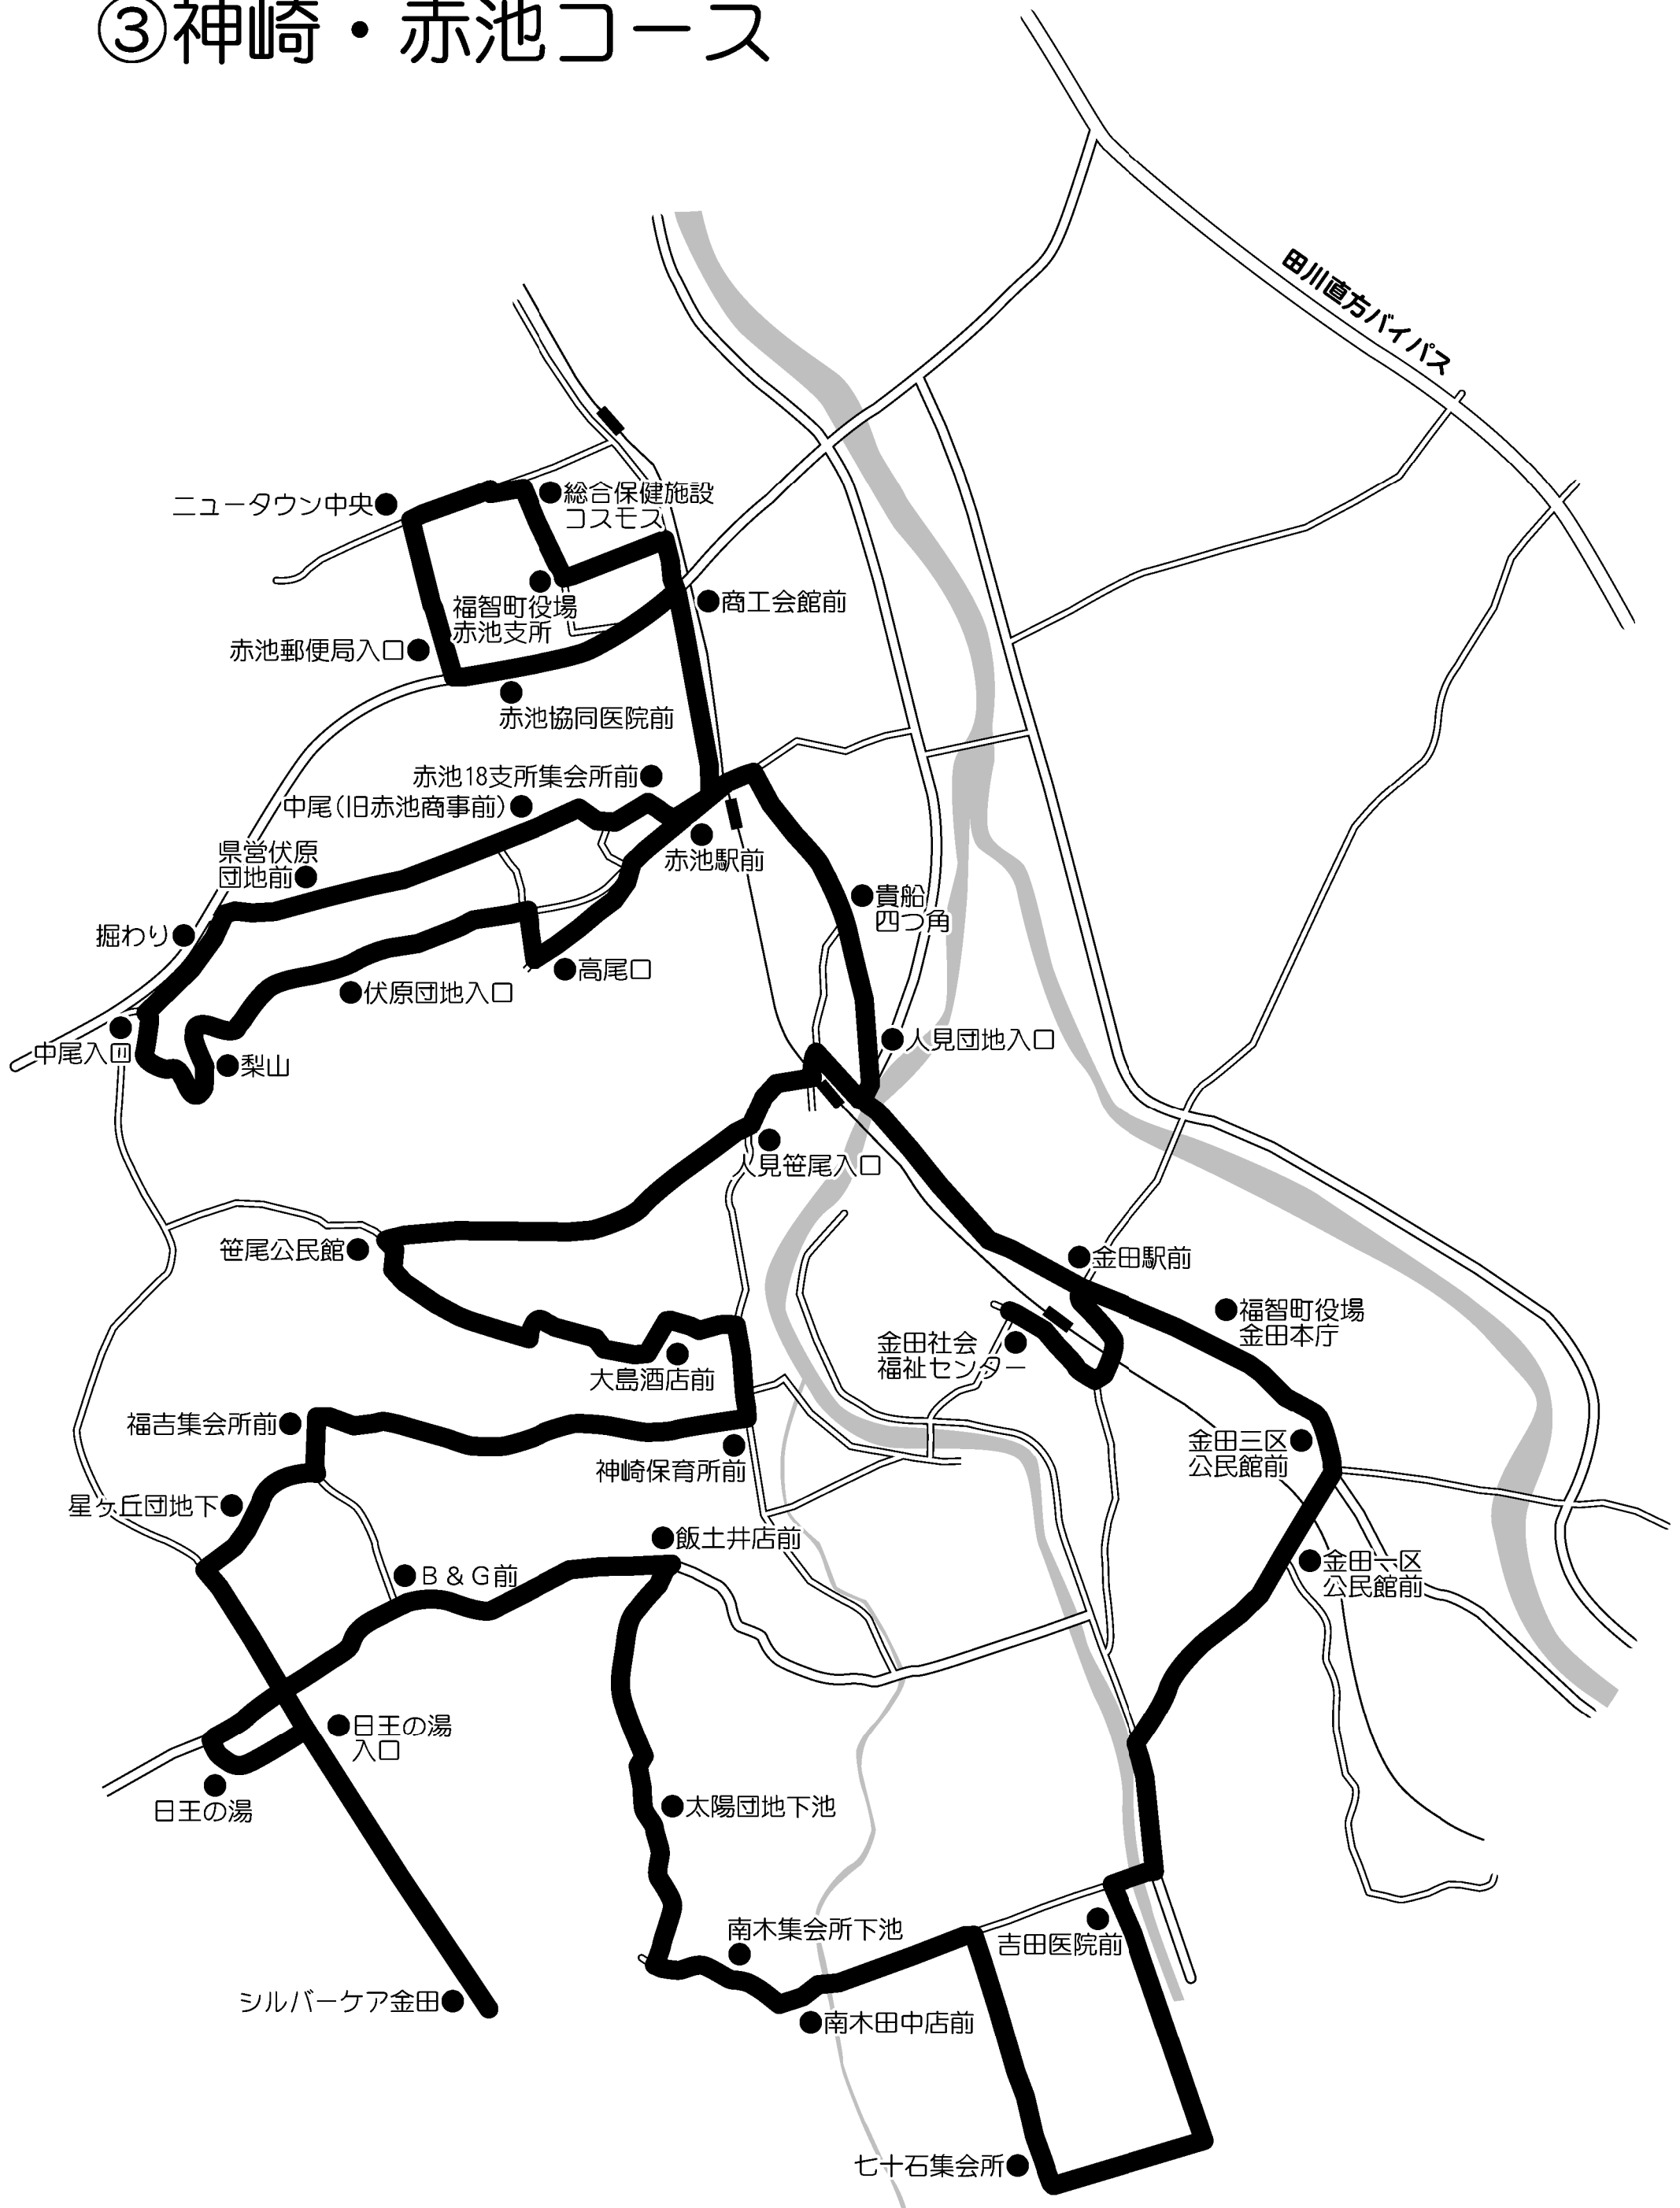 ③神崎・赤池コース
田川直方バイパス
ニュータウン中央
総合保健施設
コスモス
福智町役場
赤池支所
商工会館前
赤池郵便局入口
赤池協同医院前
赤池18支所集会所前
中尾(旧赤池商事前)
赤池駅前
県営伏原
団地前
貴船
四つ角
掘わり
高尾口
伏原団地入口
中尾入口
梨山
人見団地入口
人見笹尾入口
笹尾公民館
金田駅前
福智町役場
金田本庁
金田社会
福祉センター
大島酒店前
福吉集会所前
金田三区
公民館前
神崎保育所前
星ヶ丘団地下
飯土井店前
B&G前
金田一区
公民館前
日王の湯
入口
日王の湯
太陽団地下池
南木集会所下池
吉田医院前
シルバーケア金田
南木田中店前
七十石集会所